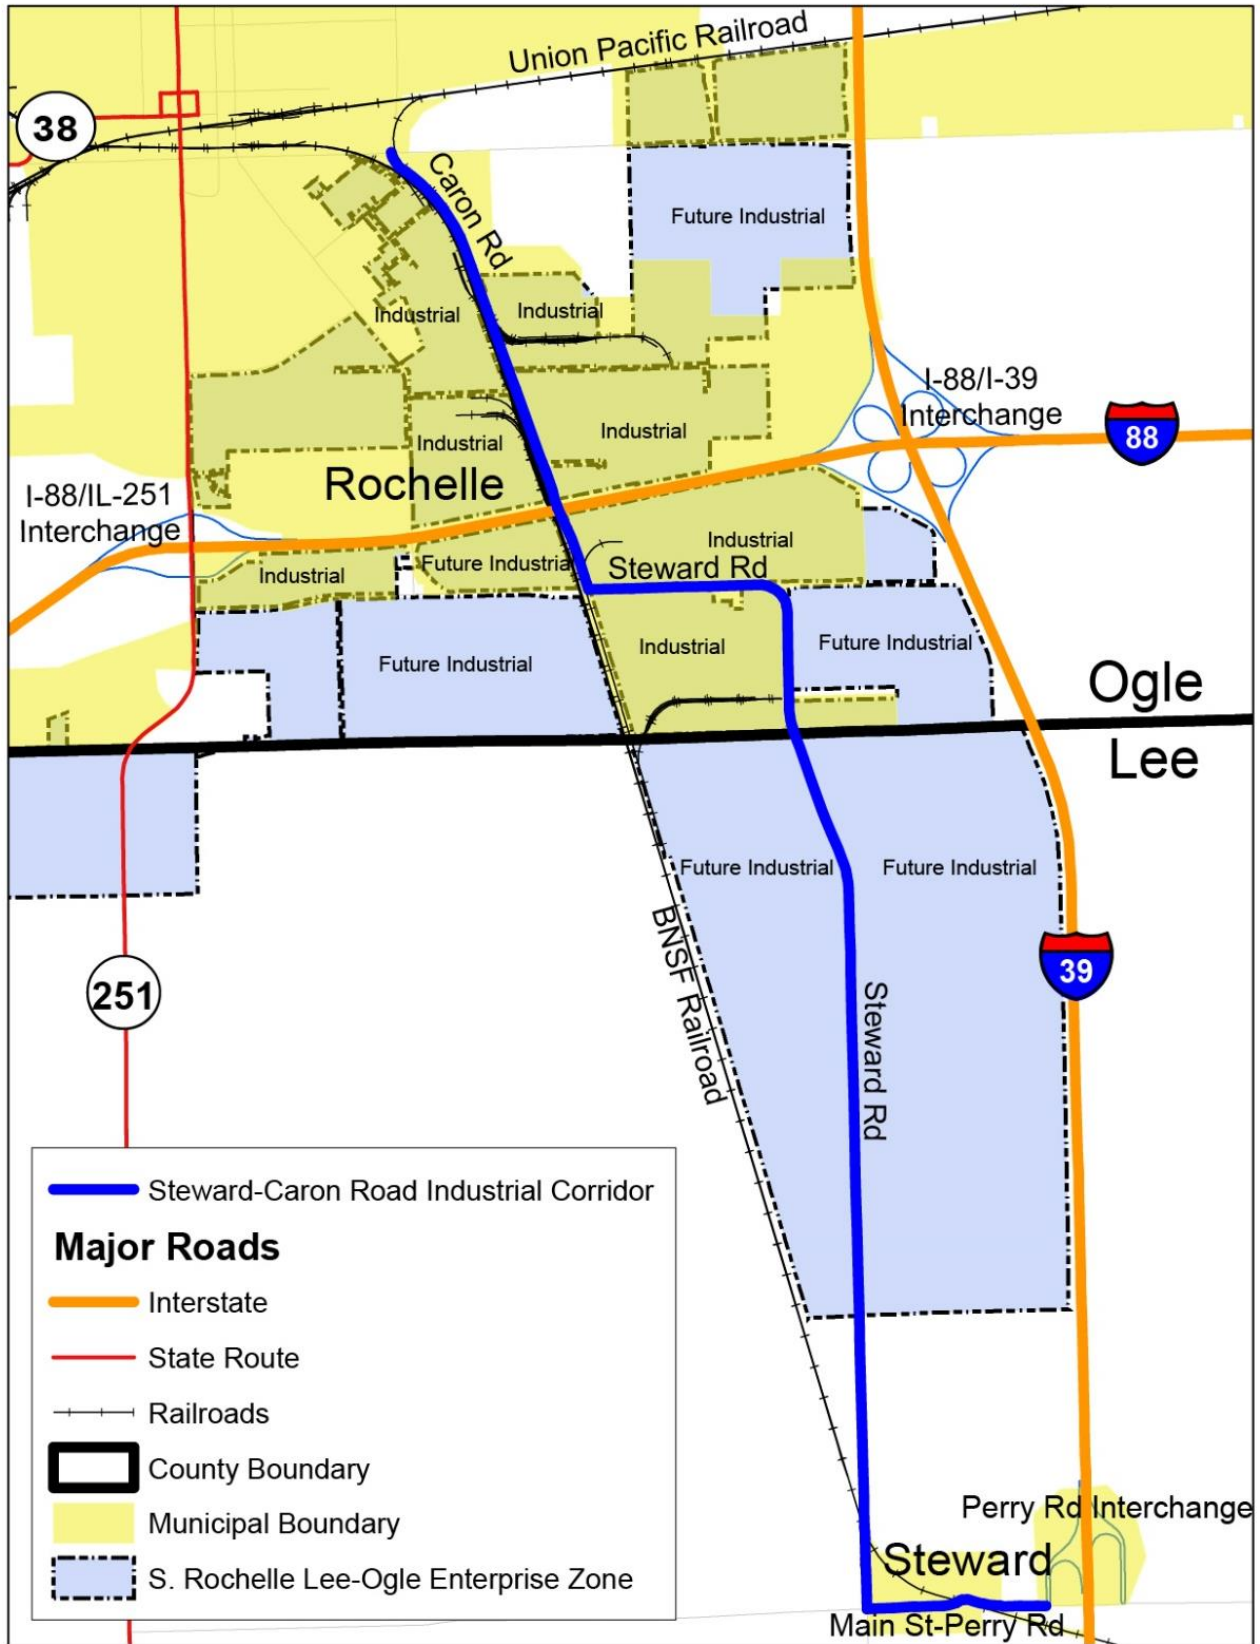 Union Pacific Railroad
38
Caron Rd
Future Industrial
Industrial
Industrial
I-88/I-39
Interchange
88
Industrial
Industrial
Rochelle
I-88/IL-251
Interchange
Industrial
Future Industrial
Industrial
Steward Rd
Industrial
Future Industrial
Future Industrial
Ogle
Lee
Future Industrial
Future Industrial
BNSF Railroad
39
251
Steward Rd
Steward-Caron Road Industrial Corridor
Major Roads
Interstate
State Route
Railroads
County Boundary
Municipal Boundary
S. Rochelle Lee-Ogle Enterprise Zone
Perry Rd Interchange
Steward
Main St-Perry Rd